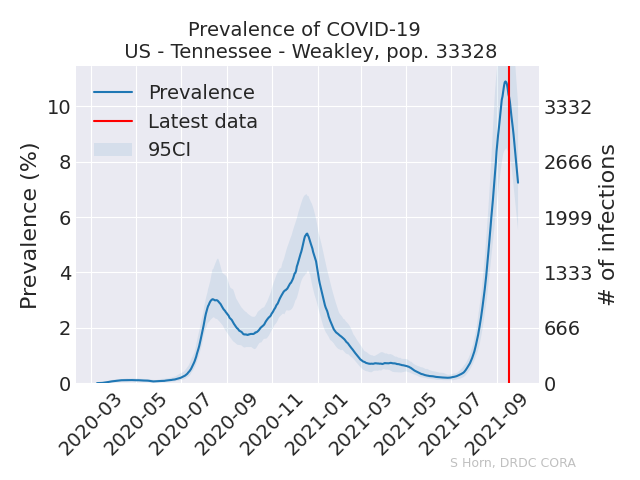 Prevalence of COVID-19
US - Tennessee - Weakley, pop. 33328
Prevalence
Latest data
95CI
Prevalence (%)
10
8
6
4
2
0
3332
2666
1999
1333
666
0
# of infections
2020-03
2020-05
2020-07
2020-09
2020-11
2021-01
2021-03
2021-05
2021-07
2021-09
S Horn, DRDC CORA